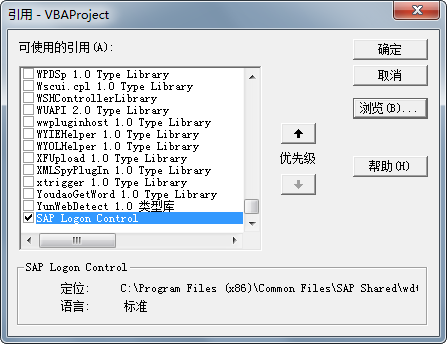 引用 - VBAProject
可使用的引用(A):
确定
取消
浏览(B)...
帮助(H)
优先级
WPDSp 1.0 Type Library
Wscui.cpl 1.0 Type Library
WSHControllerLibrary
WUAPI 2.0 Type Library
wwpluginhost 1.0 Type Library
WYIEHelper 1.0 Type Library
WYOLHelper 1.0 Type Library
XFUpload 1.0 Type Library
XMLSpyPlugIn 1.0 Type Library
xtrigger 1.0 Type Library
YoudaoGetWord 1.0 Type Library
YunWebDetect 1.0 类型库
SAP Logon Control
SAP Logon Control
定位: C:\Program Files (x86)\Common Files\SAP Shared\wdt
语言: 标准